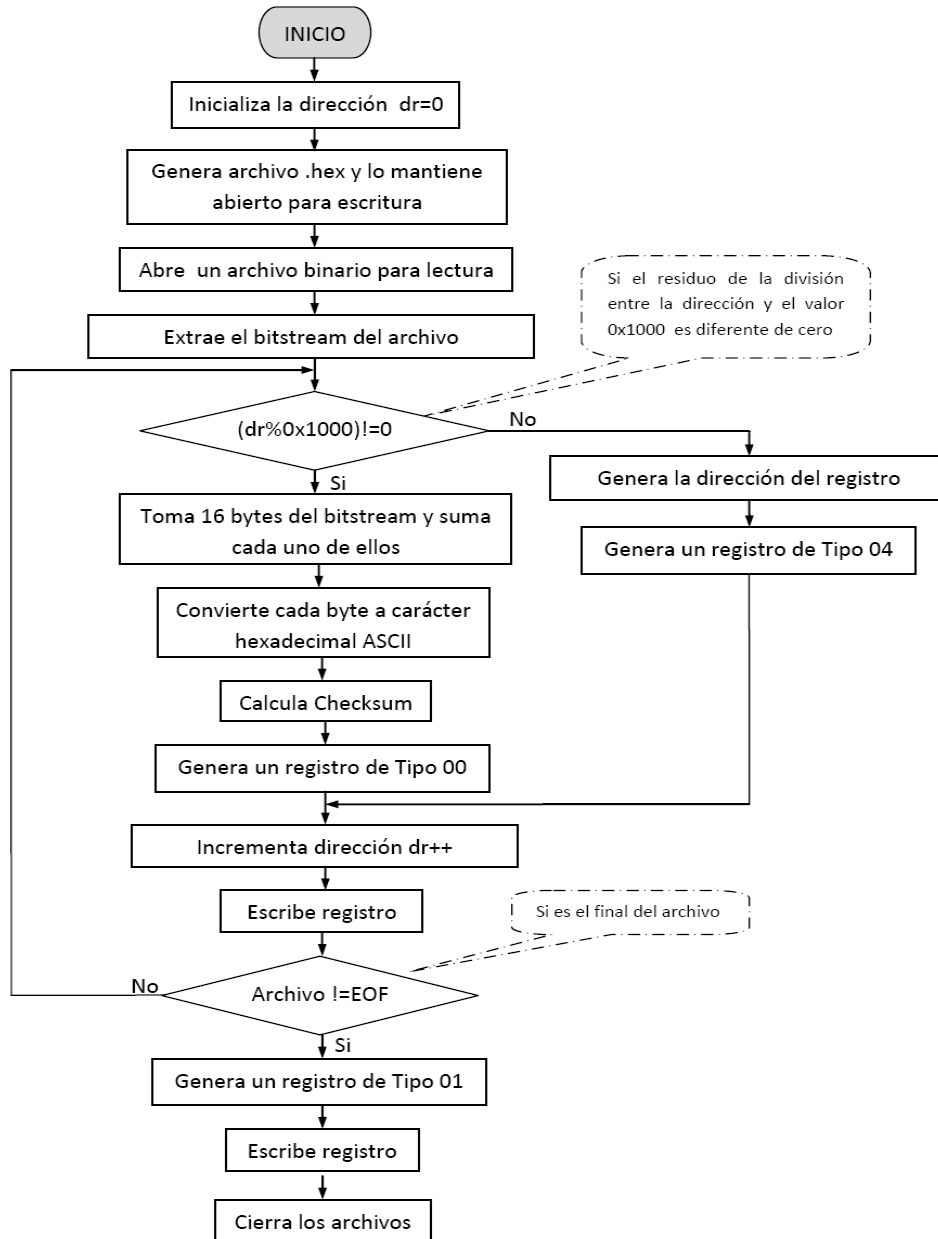 INICIO
Inicializa la dirección dr=0
Genera archivo .hex y lo mantiene
abierto para escritura
Abre un archivo binario para lectura
Si el residuo de la división
entre la dirección y el valor
0x1000 es diferente de cero
Extrae el bitstream del archivo
(dr%0x1000)!=0
No
Si
Genera la dirección del registro
Genera un registro de Tipo 04
Toma 16 bytes del bitstream y suma
cada uno de ellos
Convierte cada byte a carácter
hexadecimal ASCII
Calcula Checksum
Genera un registro de Tipo 00
Incrementa dirección dr++
Escribe registro
Si es el final del archivo
Archivo !=EOF
No
Si
Genera un registro de Tipo 01
Escribe registro
Cierra los archivos